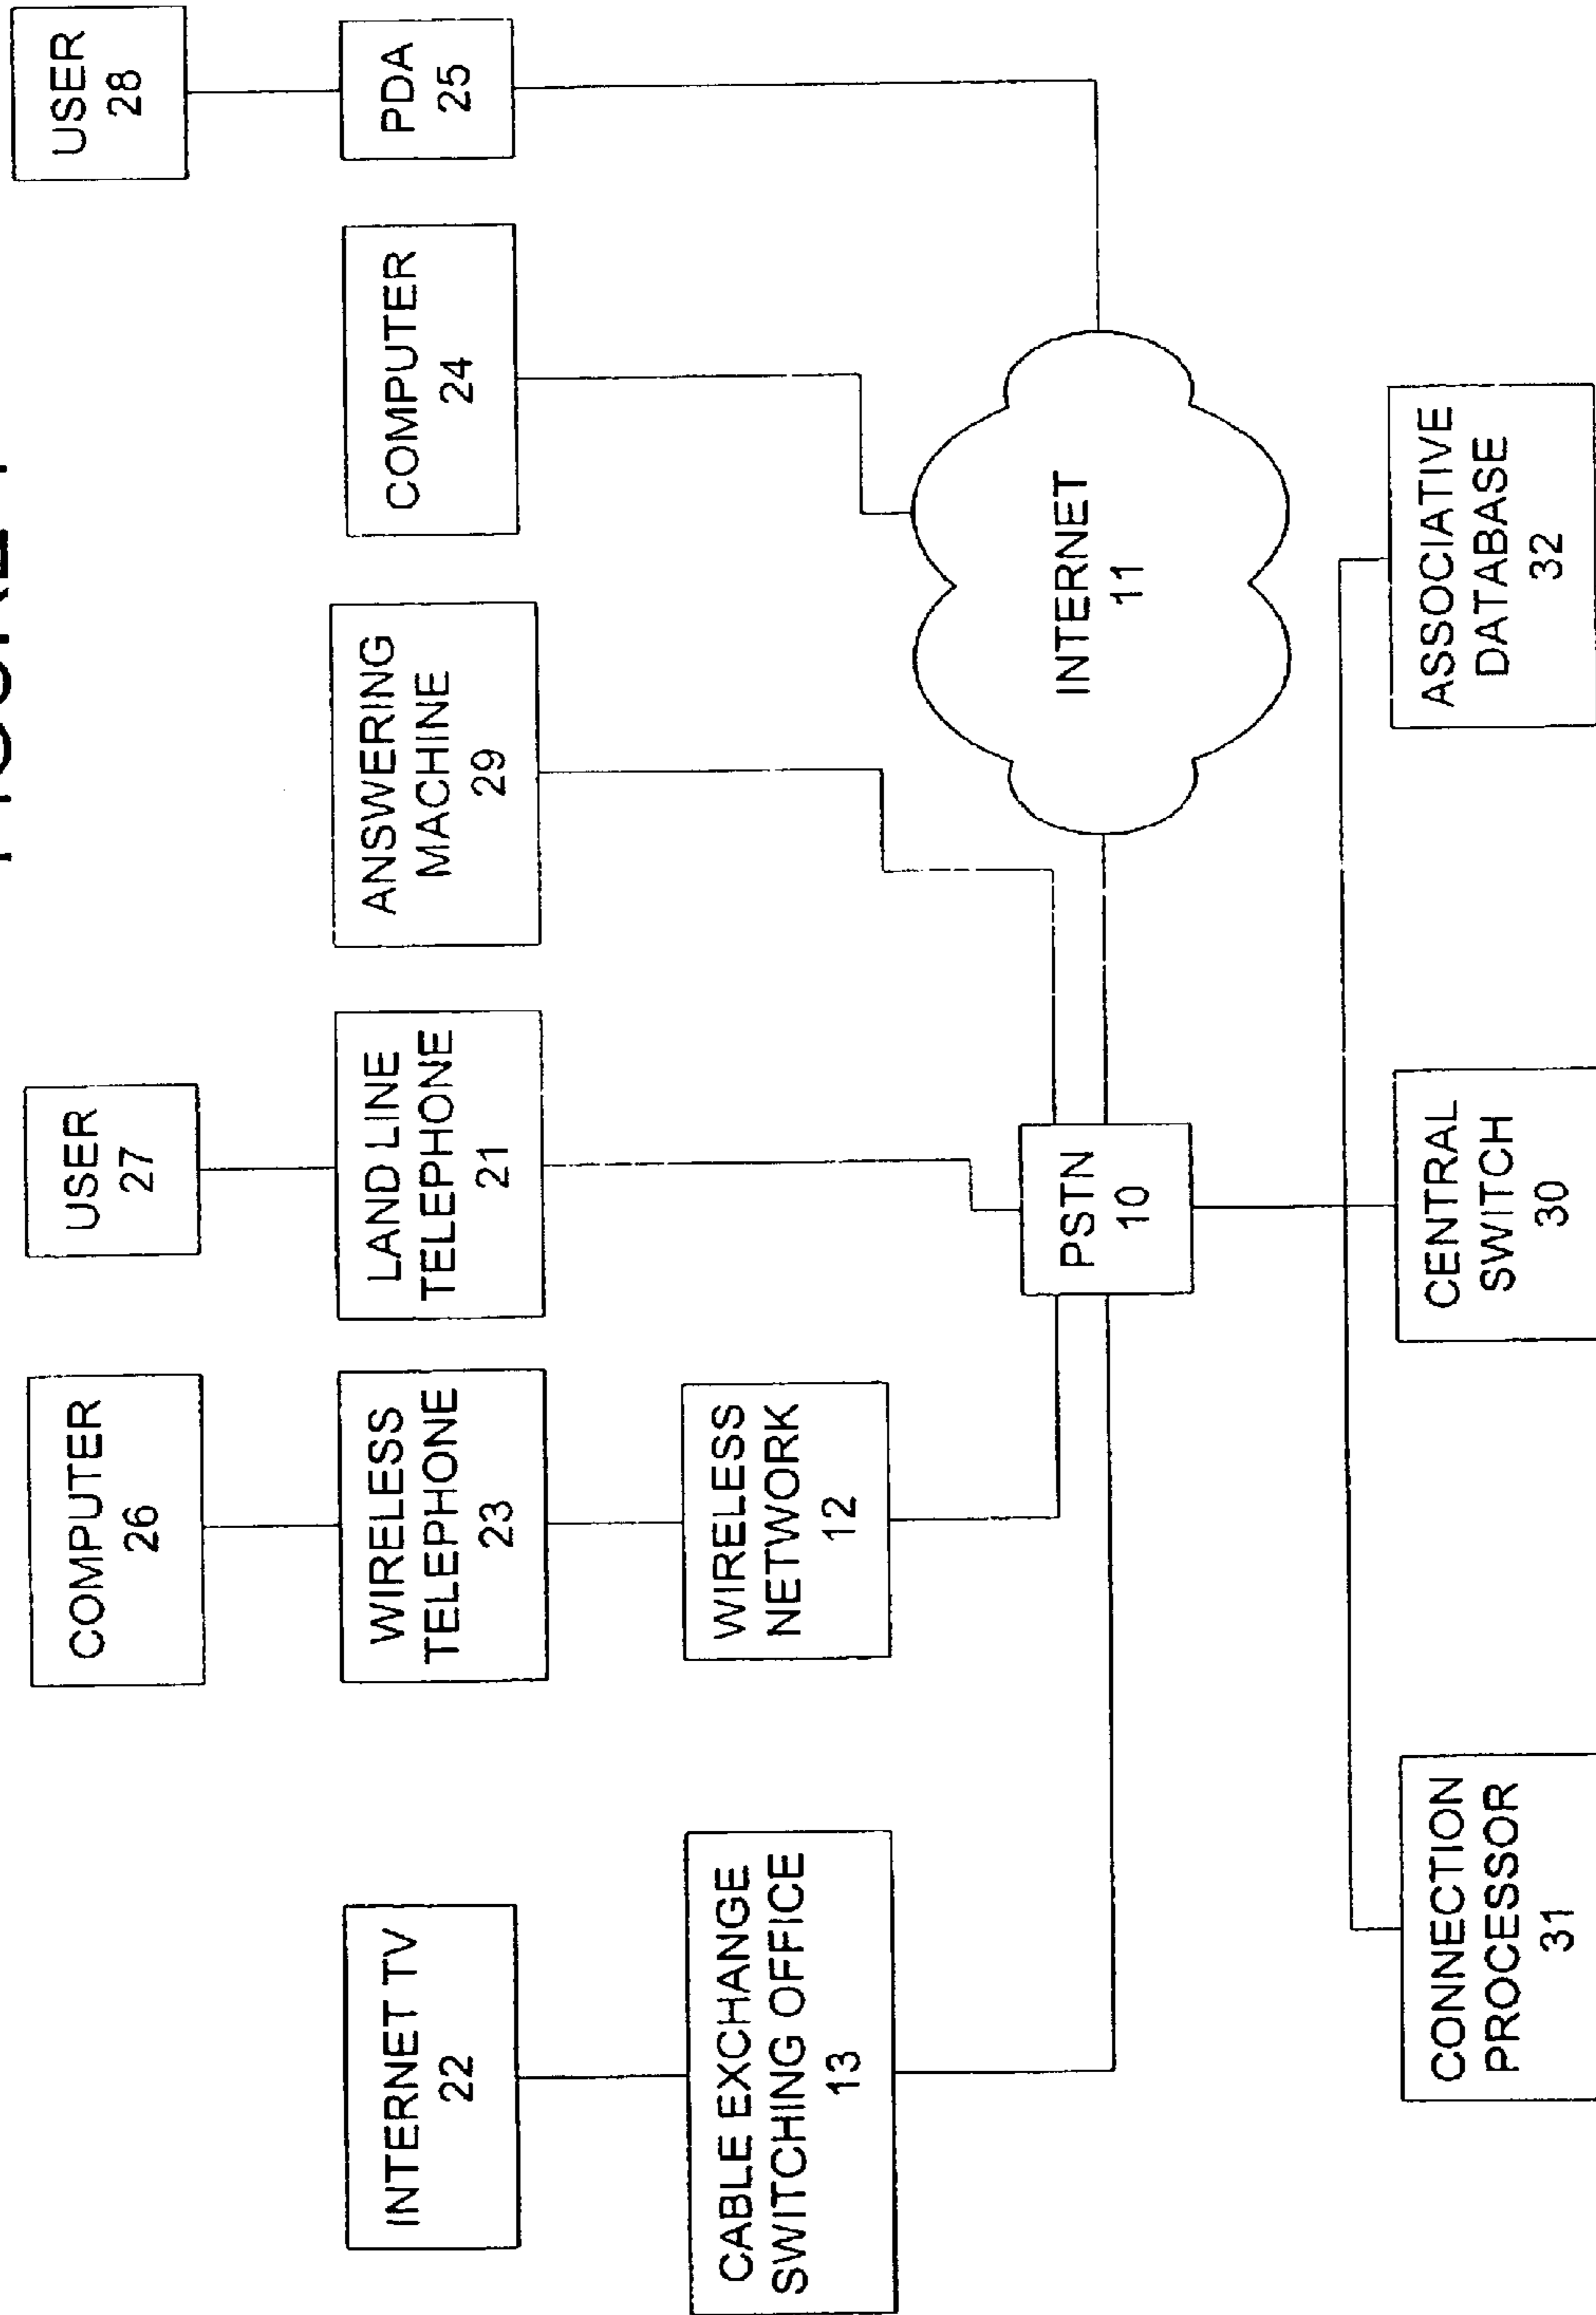 FIGURE 1
COMPUTER
26
USER
27
USER
28
INTERNET TV
22
WIRELESS
TELEPHONE
23
LAND LINE
TELEPHONE
21
ANSWERING
MACHINE
29
COMPUTER
24
PDA
25
CABLE EXCHANGE
SWITCHING OFFICE
13
WIRELESS
NETWORK
12
PSTN
10
INTERNET
11
CONNECTION
PROCESSOR
31
CENTRAL
SWITCH
30
ASSOCIATIVE
DATABASE
32